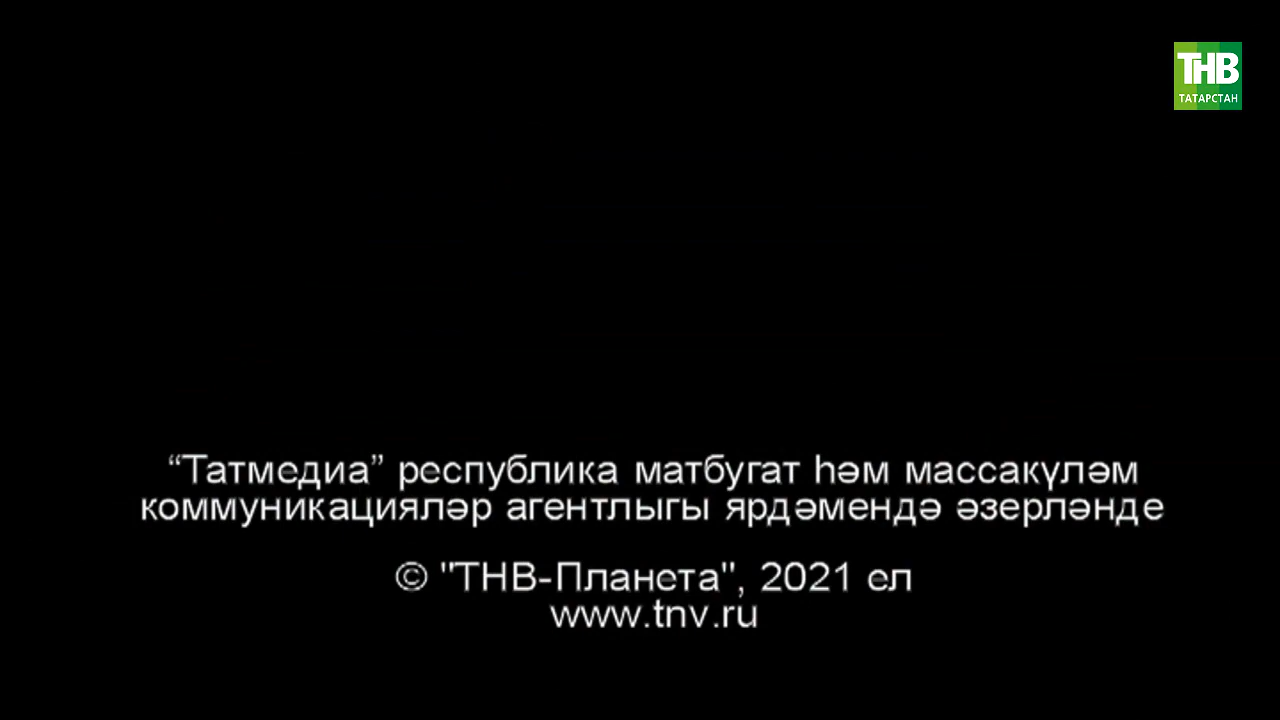 ТНВ
ТАТАРСТАН
“Татмедиа” республика матбугат һәм массакүләм
коммуникацияләр агентлыгы ярдәмендә әзерләнде
© "ТНВ-Планета", 2021 ел
www.tnv.ru